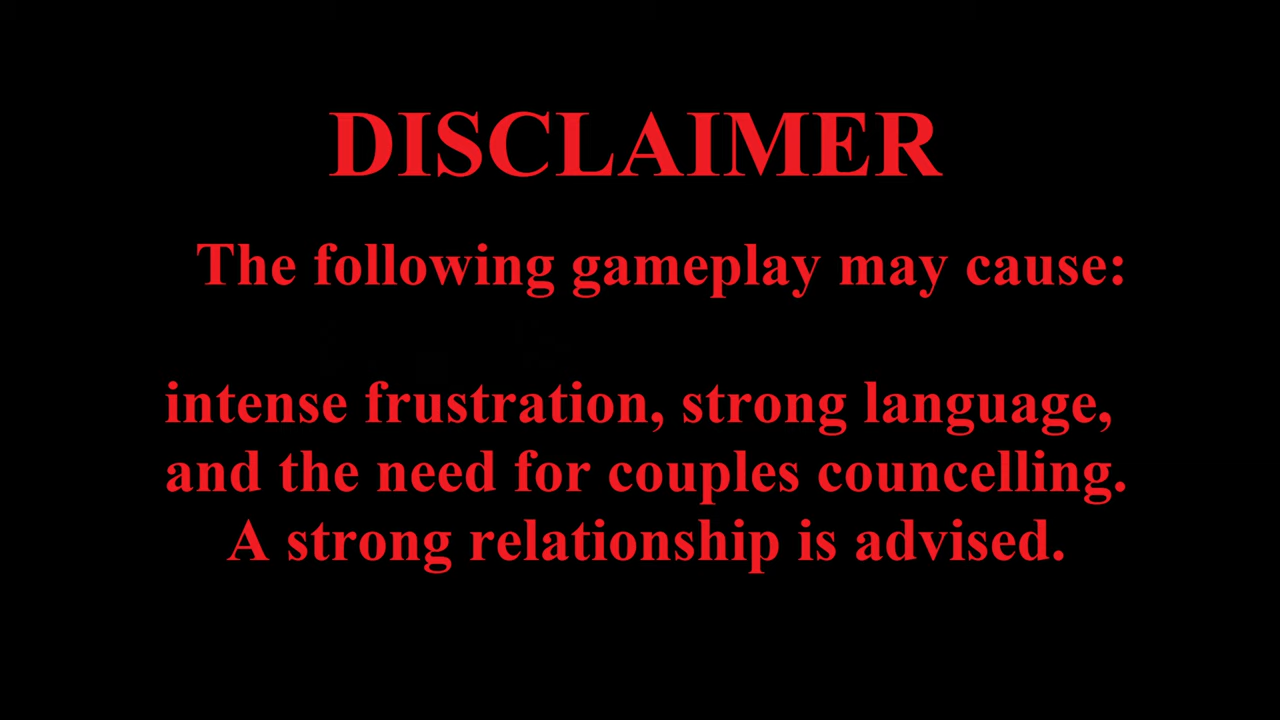 DISCLAIMER
The following gameplay may cause:
intense frustration, strong language,
and the need for couples councelling.
A strong relationship is advised.